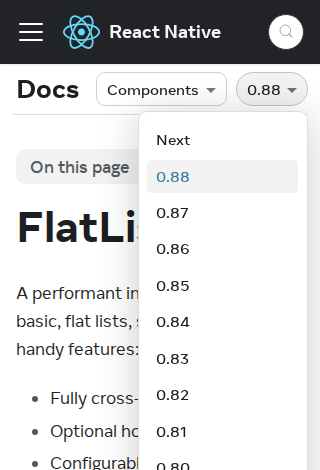 React Native
Docs
Components
0.88
Next
0.88
0.87
0.86
0.85
0.84
0.83
0.82
0.81
0.80
On this page
FlatLi
A performant in
basic, flat lists,
handy features:
Fully cross-
Optional ho
Configurabl